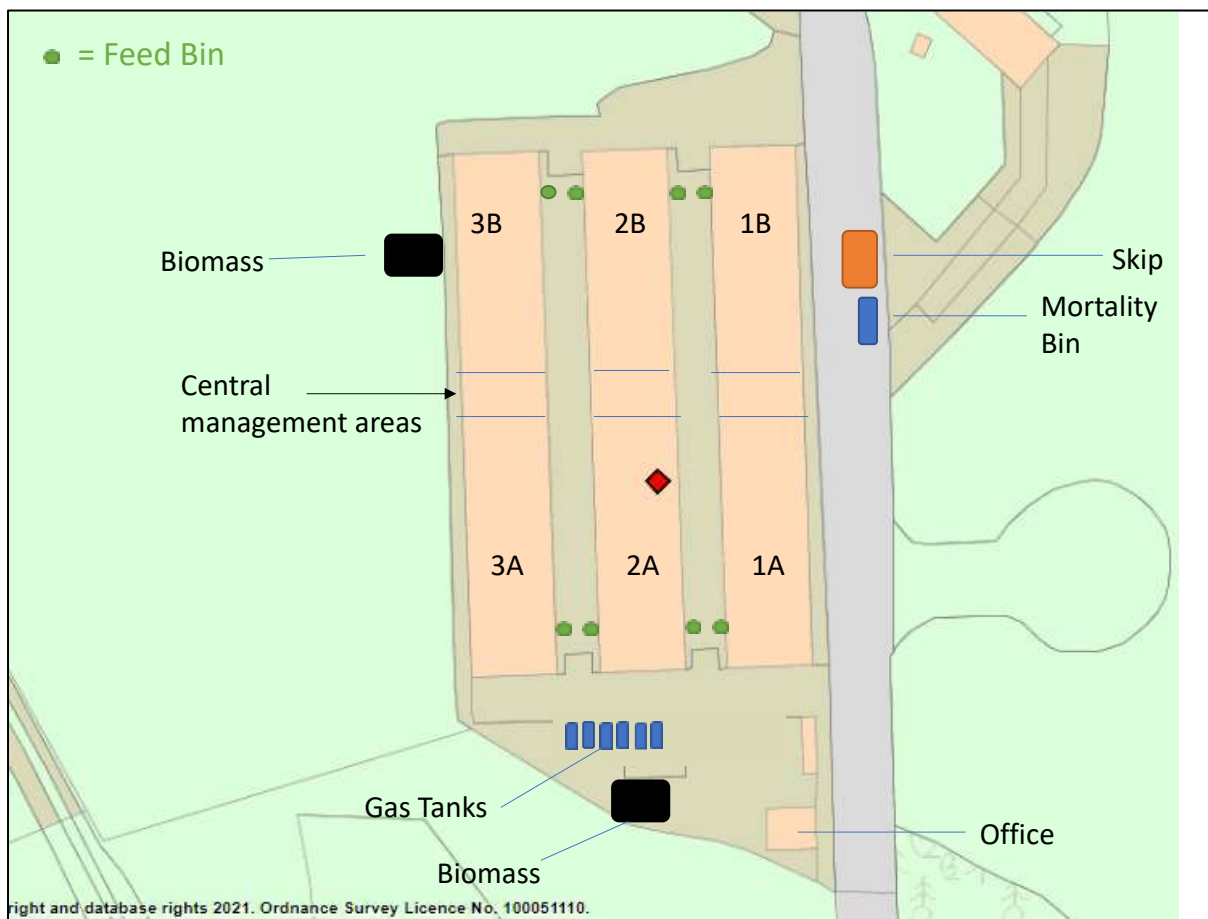 = Feed Bin
3B
2B
1B
Biomass
Skip
Mortality
Bin
Central
management areas
3A
2A
1A
Gas Tanks
Office
Biomass
right and database rights 2021. Ordnance Survey Licence No. 100051110.